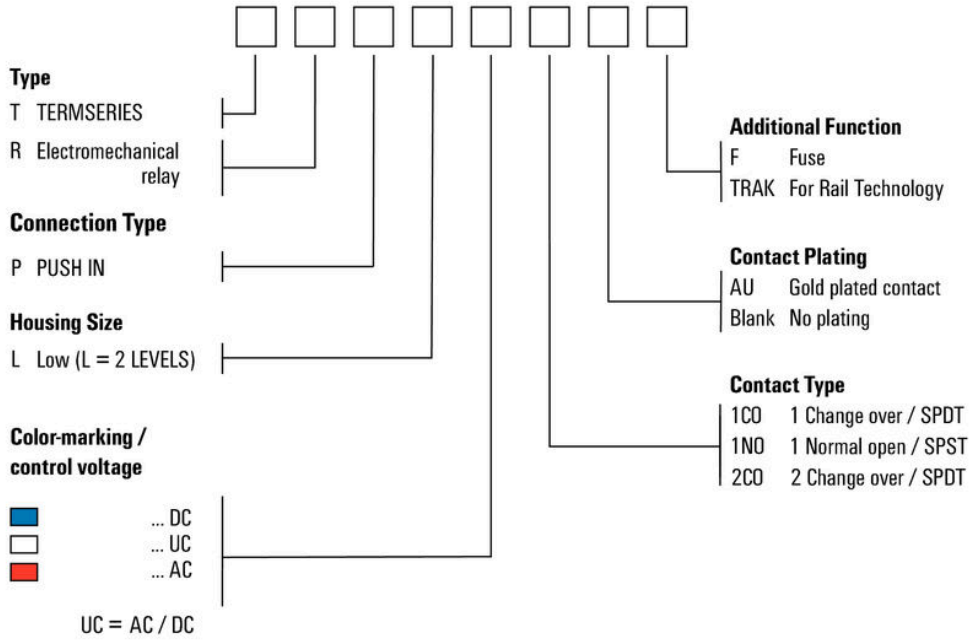 Type
T TERMSERIES
R Electromechanical
relay
Connection Type
P PUSH IN
Housing Size
L Low (L = 2 LEVELS)
Color-marking /
control voltage
... DC
... UC
... AC
UC = AC / DC
Additional Function
F Fuse
TRAK For Rail Technology
Contact Plating
AU Gold plated contact
Blank No plating
Contact Type
1CO 1 Change over / SPDT
1NO 1 Normal open / SPST
2CO 2 Change over / SPDT